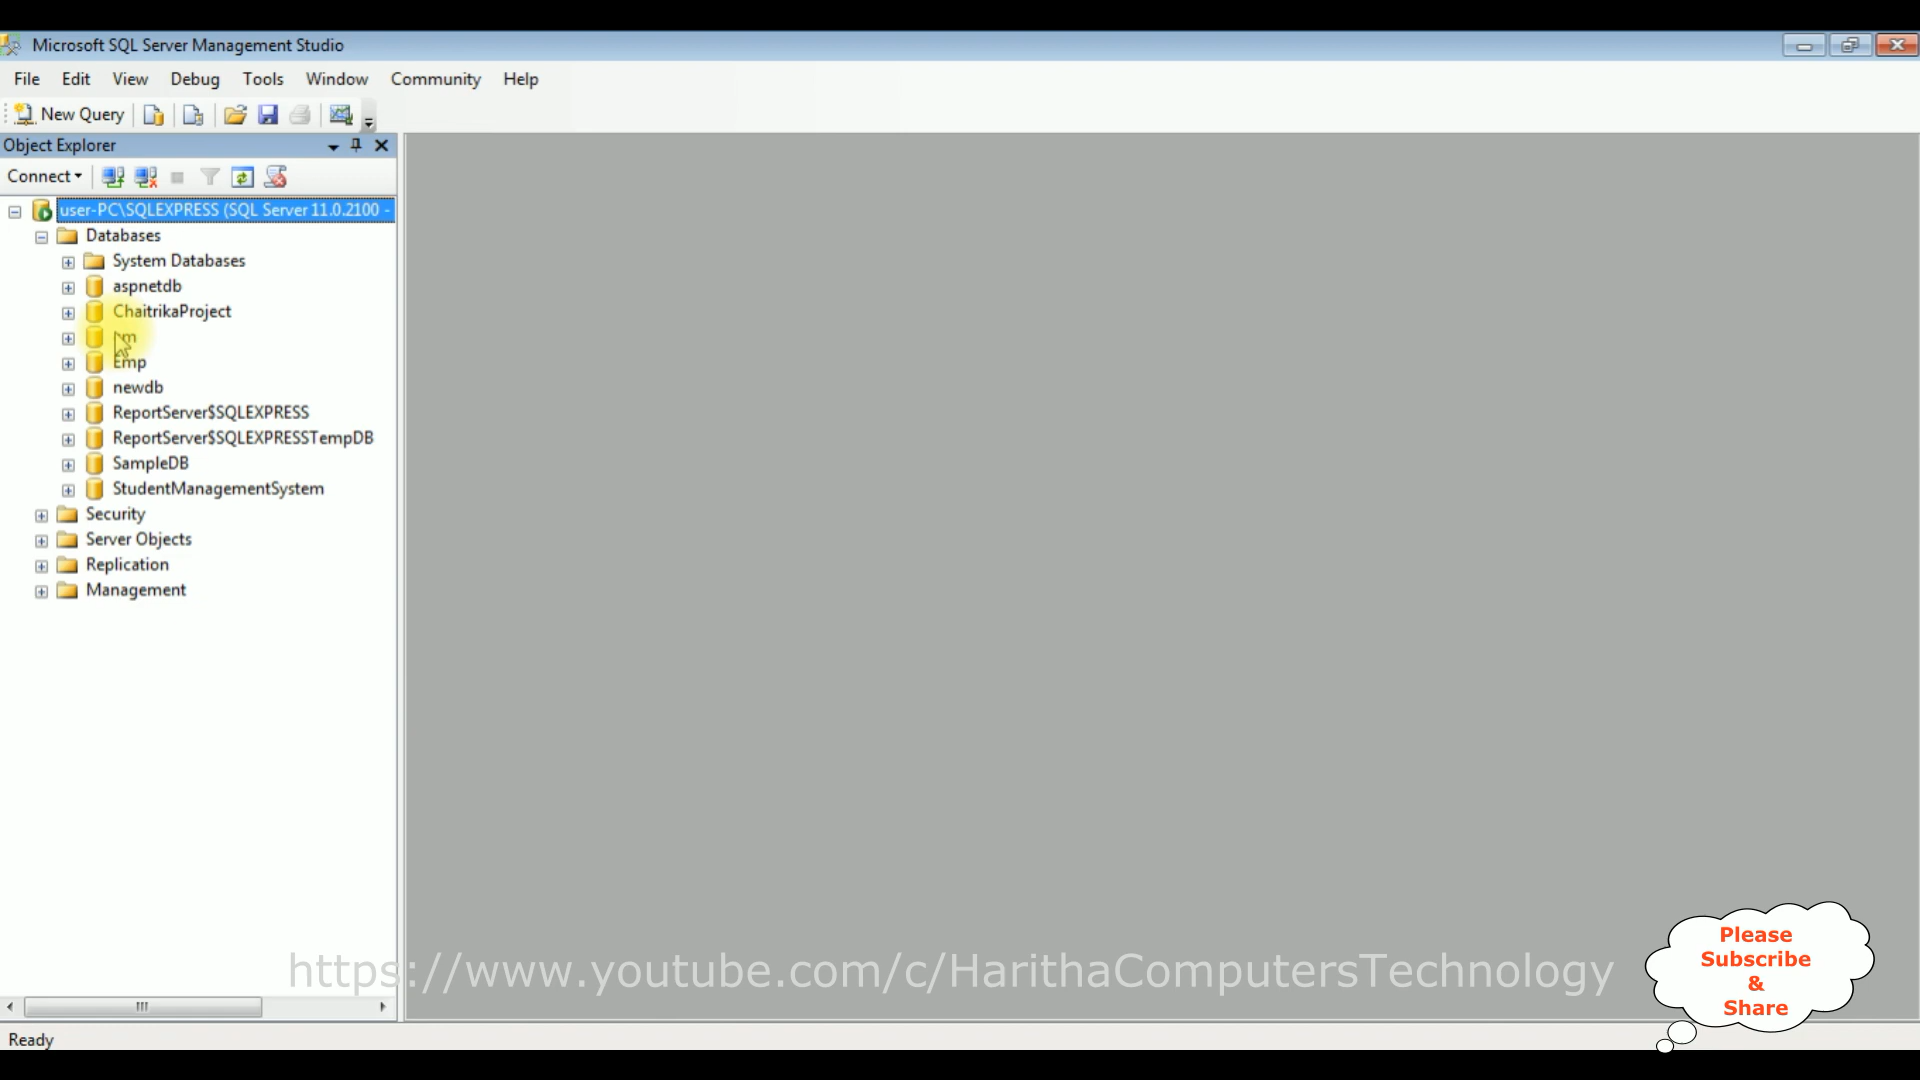 Microsoft SQL Server Management Studio
File Edit View Debug Tools Window Community Help
New Query
Object Explorer
Connect
user-PC\SQLEXPRESS (SQL Server 11.0.2100 -
Databases
System Databases
aspnetdb
ChaitrikaProject
Emp
newdb
ReportServer$SQLEXPRESS
ReportServer$SQLEXPRESSTempDB
SampleDB
StudentManagementSystem
Security
Server Objects
Replication
Management
https://www.youtube.com/c/HarithaComputersTechnology
Please
Subscribe
&
Share
Ready